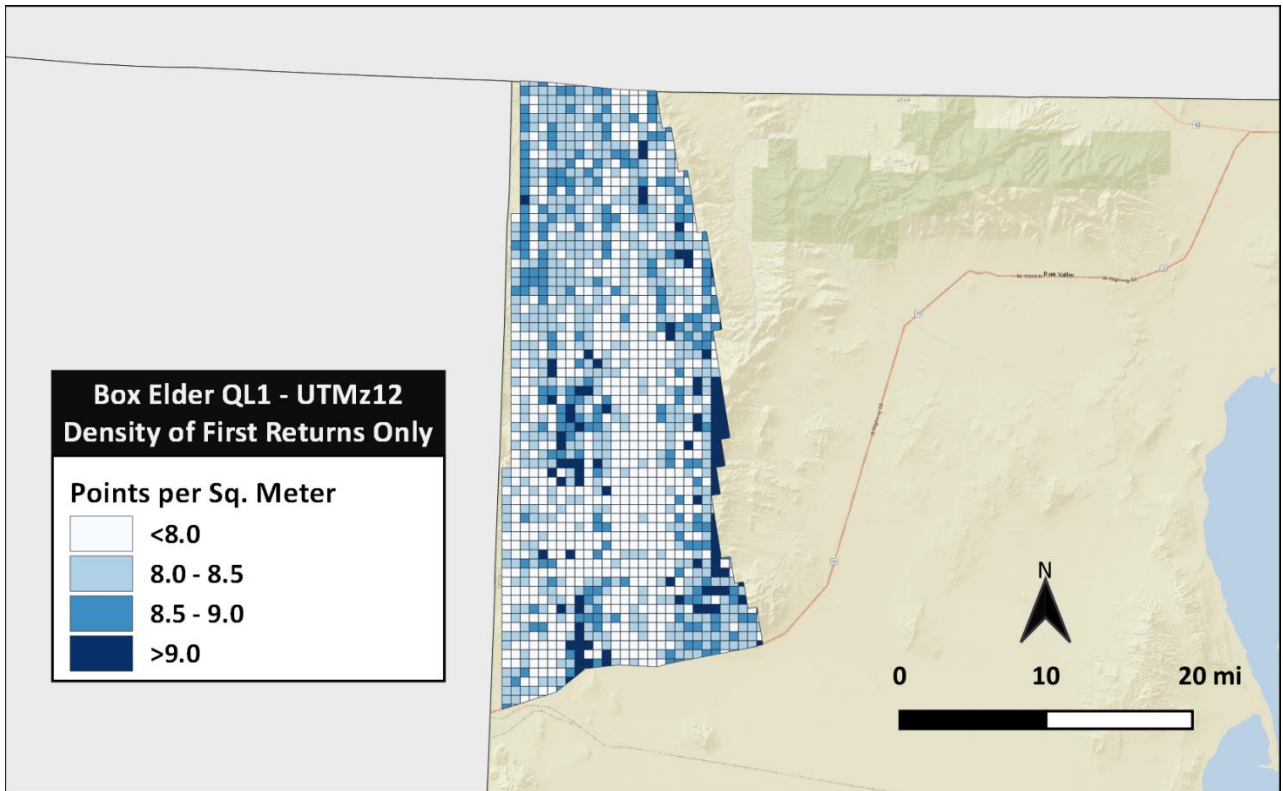 Box Elder QL1 - UTMz12
Density of First Returns Only
Points per Sq. Meter
<8.0
8.0 - 8.5
8.5 - 9.0
>9.0
N
0 10 20 mi